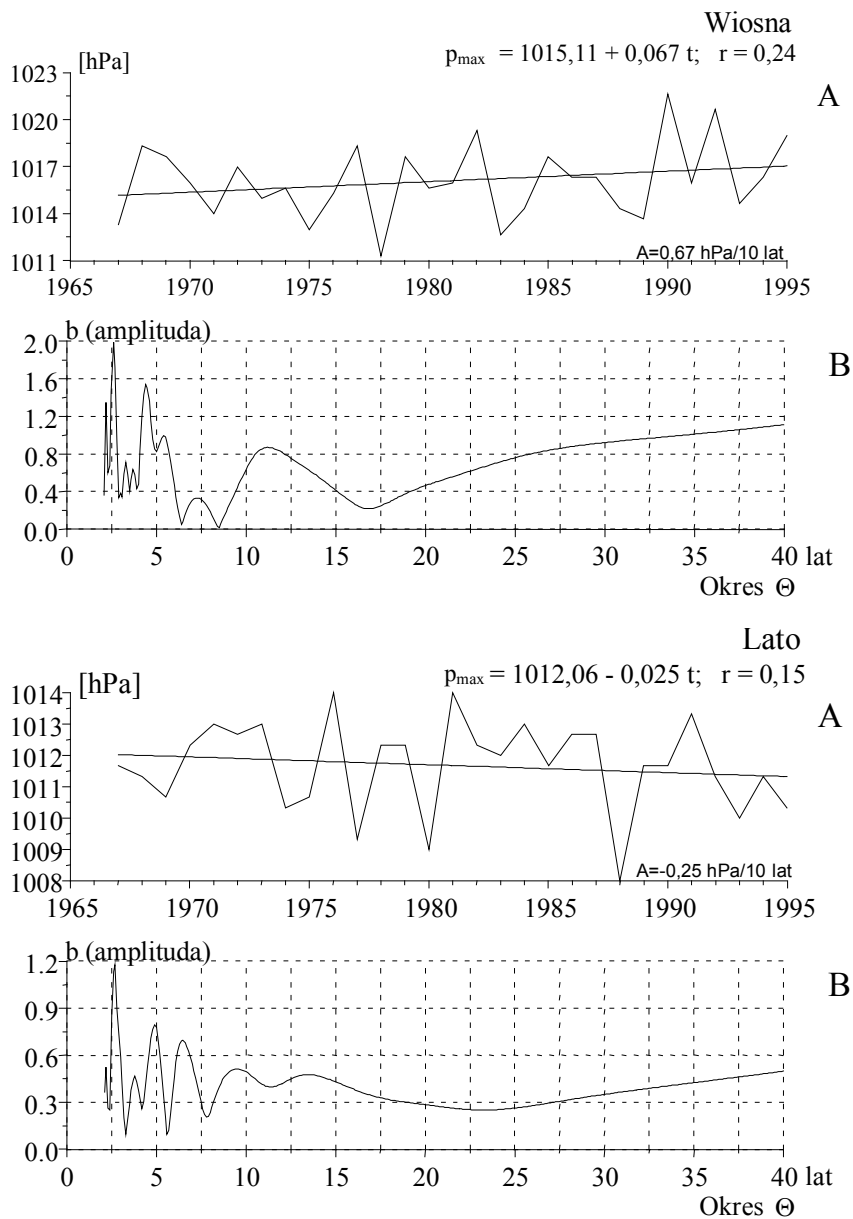 Wiosna
p_max = 1015,11 + 0,067 t; r = 0,24
[hPa]
A
1023
1020
1017
1014
1011
A=0,67 hPa/10 lat
1965 1970 1975 1980 1985 1990 1995
b (amplituda)
B
2.0
1.6
1.2
0.8
0.4
0.0
0 5 10 15 20 25 30 35 40 lat
Okres Θ
Lato
p_max = 1012,06 - 0,025 t; r = 0,15
[hPa]
A
1014
1013
1012
1011
1010
1009
1008
A=-0,25 hPa/10 lat
1965 1970 1975 1980 1985 1990 1995
b (amplituda)
B
1.2
0.9
0.6
0.3
0.0
0 5 10 15 20 25 30 35 40 lat
Okres Θ